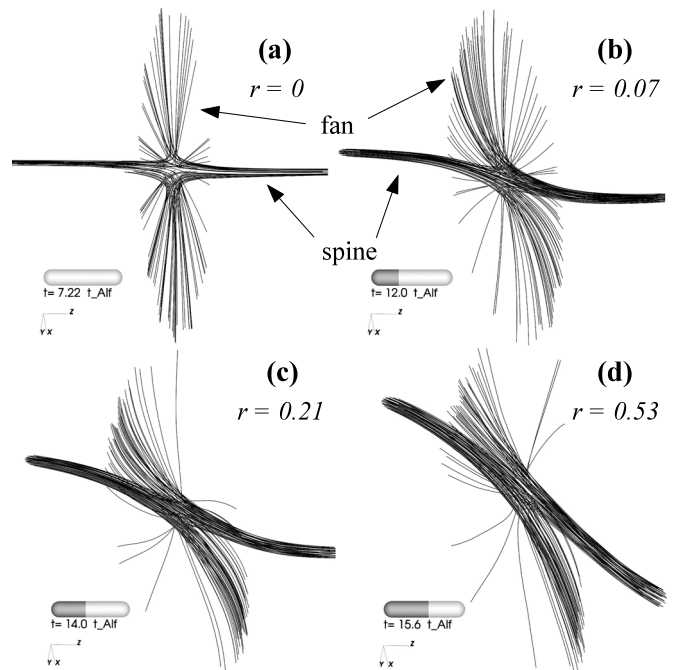 (a)
r = 0
(b)
r = 0.07
fan
spine
t= 7.22 t_Alf
Z
Y X
t= 12.0 t_Alf
Z
Y X
(c)
r = 0.21
(d)
r = 0.53
t= 14.0 t_Alf
Z
Y X
t= 15.6 t_Alf
Z
Y X